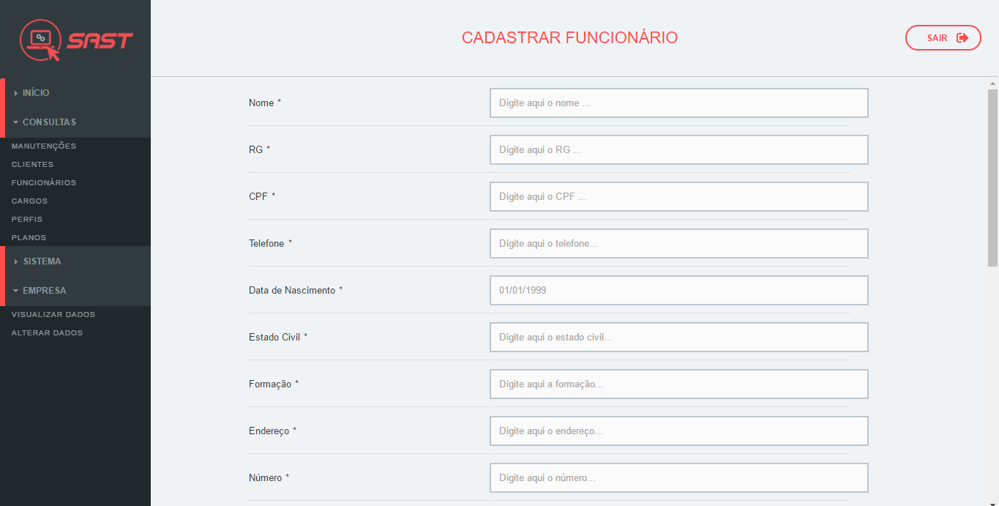 SAST
CADASTRAR FUNCIONÁRIO
SAIR
INÍCIO
CONSULTAS
MANUTENÇÕES
CLIENTES
FUNCIONÁRIOS
CARGOS
PERFIS
PLANOS
SISTEMA
EMPRESA
VISUALIZAR DADOS
ALTERAR DADOS
Nome * Digite aqui o nome ...
RG * Digite aqui o RG ...
CPF * Digite aqui o CPF ...
Telefone * Digite aqui o telefone...
Data de Nascimento * 01/01/1999
Estado Civil * Digite aqui o estado civil...
Formação * Digite aqui a formação...
Endereço * Digite aqui o endereço...
Número * Digite aqui o número...